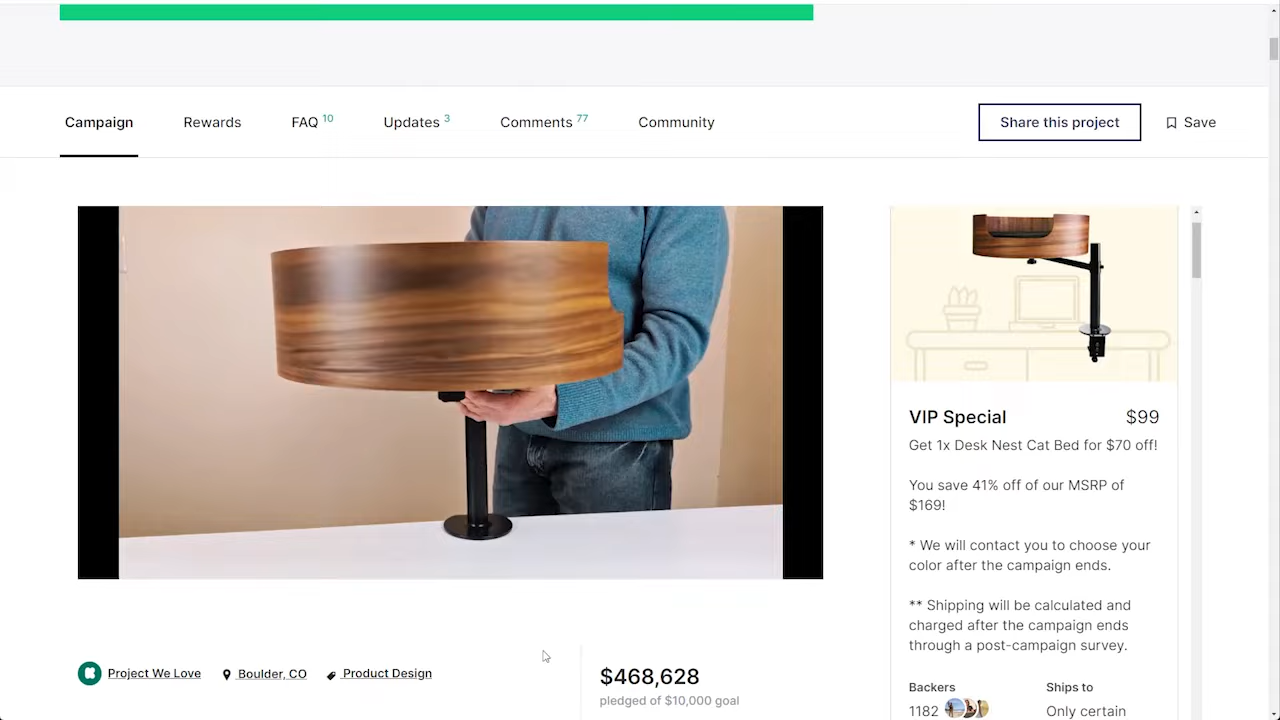 Campaign
Rewards
FAQ 10
Updates 3
Comments 77
Community
Share this project
Save
VIP Special
$99
Get 1x Desk Nest Cat Bed for $70 off!
You save 41% off of our MSRP of
$169!
* We will contact you to choose your
color after the campaign ends.
** Shipping will be calculated and
charged after the campaign ends
through a post-campaign survey.
Backers
Ships to
1182
Only certain
Project We Love
Boulder, CO
Product Design
$468,628
pledged of $10,000 goal